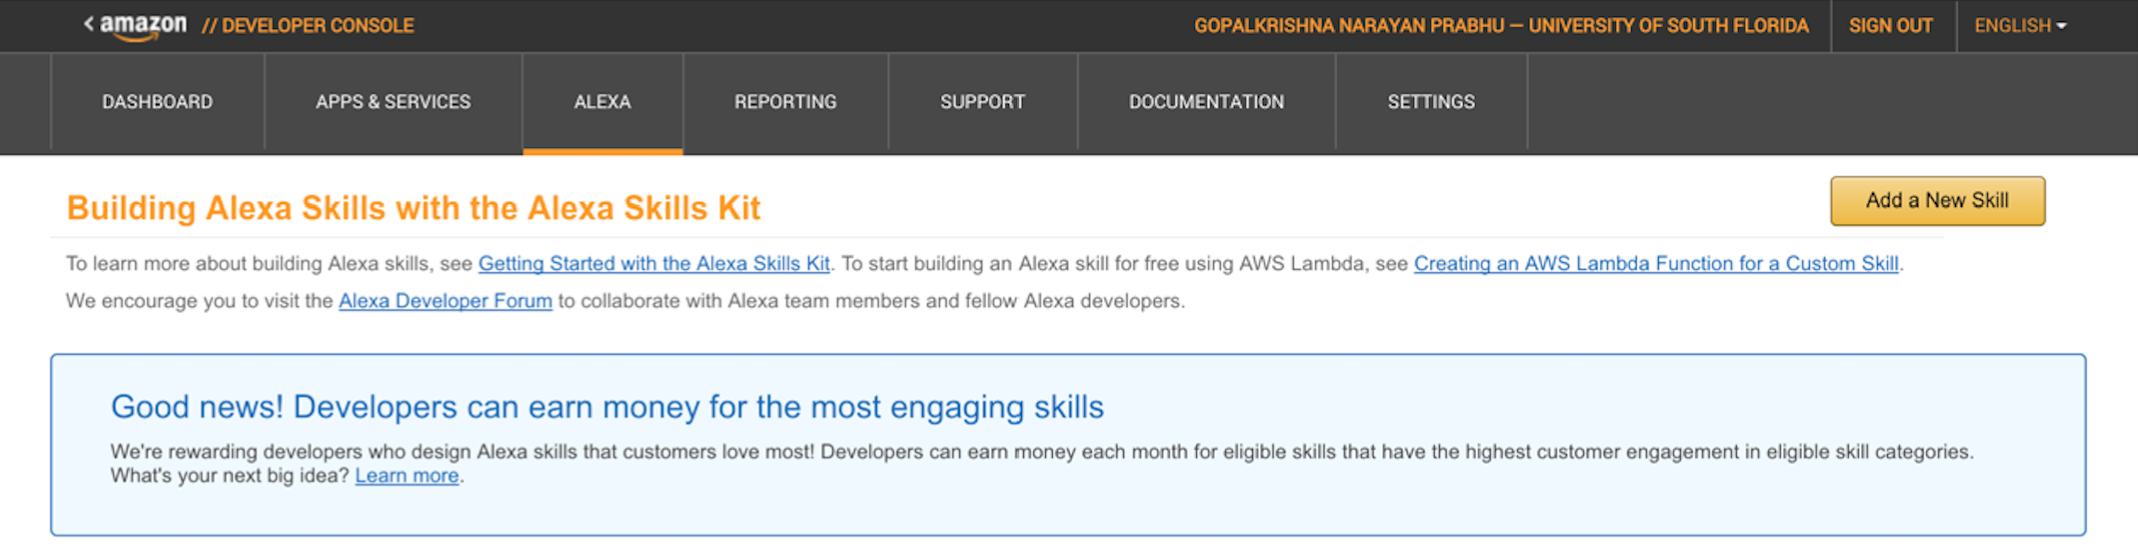 < amazon // DEVELOPER CONSOLE GOPALKRISHNA NARAYAN PRABHU — UNIVERSITY OF SOUTH FLORIDA SIGN OUT ENGLISH
DASHBOARD APPS & SERVICES ALEXA REPORTING SUPPORT DOCUMENTATION SETTINGS
Building Alexa Skills with the Alexa Skills Kit Add a New Skill
To learn more about building Alexa skills, see Getting Started with the Alexa Skills Kit. To start building an Alexa skill for free using AWS Lambda, see Creating an AWS Lambda Function for a Custom Skill.
We encourage you to visit the Alexa Developer Forum to collaborate with Alexa team members and fellow Alexa developers.
Good news! Developers can earn money for the most engaging skills
We're rewarding developers who design Alexa skills that customers love most! Developers can earn money each month for eligible skills that have the highest customer engagement in eligible skill categories.
What's your next big idea? Learn more.